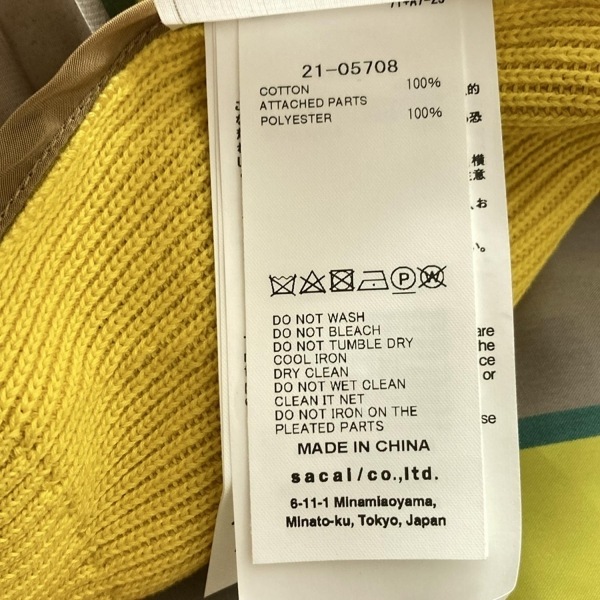 21-05708
COTTON 100%
ATTACHED PARTS
POLYESTER 100%
DO NOT WASH
DO NOT BLEACH
DO NOT TUMBLE DRY
COOL IRON
DRY CLEAN
DO NOT WET CLEAN
CLEAN IT NET
DO NOT IRON ON THE
PLEATED PARTS
MADE IN CHINA
sacai/co.,ltd.
6-11-1 Minamiaoyama,
Minato-ku, Tokyo, Japan